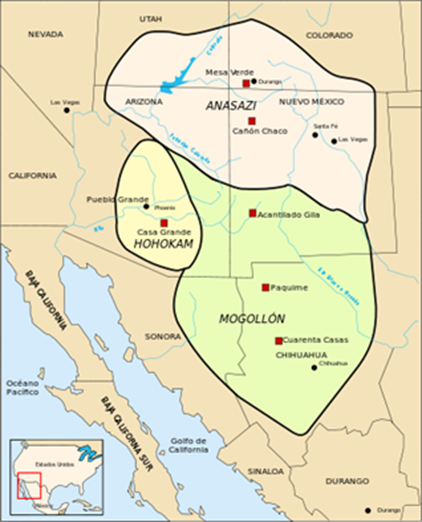 UTAH
NEVADA
COLORADO
Colorado
Mesa Verde
Durango
ARIZONA
ANASAZI
NUEVO MÉXICO
Las Vegas
Cañón Chaco
Santa Fé
Las Vegas
CALIFORNIA
Pueblo Grande
Phoenix
Acantilado Gila
Casa Grande
HOHOKAM
BAJA CALIFORNIA
Paquime
MOGOLLÓN
SONORA
Cuarenta Casas
CHIHUAHUA
Chihuahua
Océano
Pacífico
BAJA CALIFORNIA SUR
Golfo de
California
Estados Unidos
México
SINALOA
DURANGO
Durango